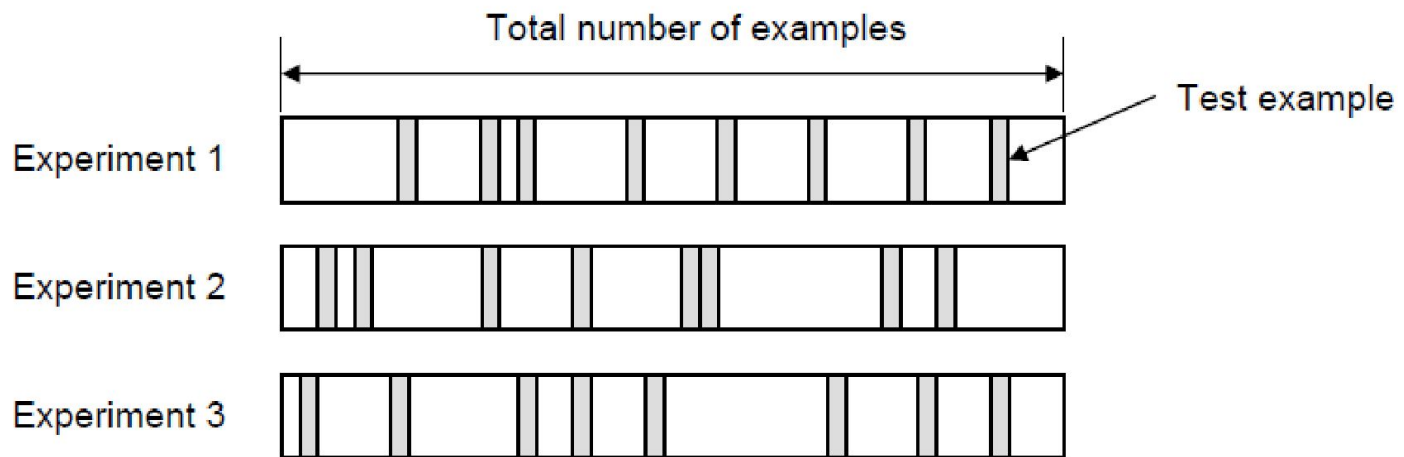 Total number of examples
Test example
Experiment 1
Experiment 2
Experiment 3